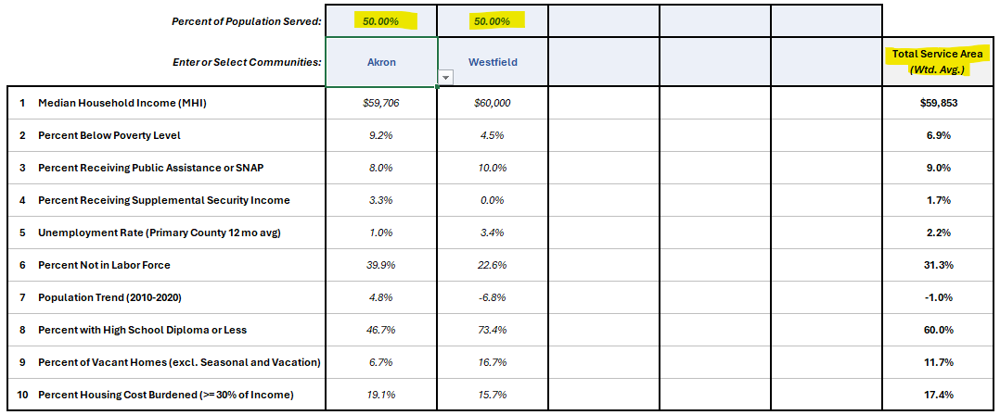 Percent of Population Served: 50.00% 50.00%
Enter or Select Communities: Akron Westfield Total Service Area
(Wtd. Avg.)
1 Median Household Income (MHI) $59,706 $60,000 $59,853
2 Percent Below Poverty Level 9.2% 4.5% 6.9%
3 Percent Receiving Public Assistance or SNAP 8.0% 10.0% 9.0%
4 Percent Receiving Supplemental Security Income 3.3% 0.0% 1.7%
5 Unemployment Rate (Primary County 12 mo avg) 1.0% 3.4% 2.2%
6 Percent Not in Labor Force 39.9% 22.6% 31.3%
7 Population Trend (2010-2020) 4.8% -6.8% -1.0%
8 Percent with High School Diploma or Less 46.7% 73.4% 60.0%
9 Percent of Vacant Homes (excl. Seasonal and Vacation) 6.7% 16.7% 11.7%
10 Percent Housing Cost Burdened (>= 30% of Income) 19.1% 15.7% 17.4%